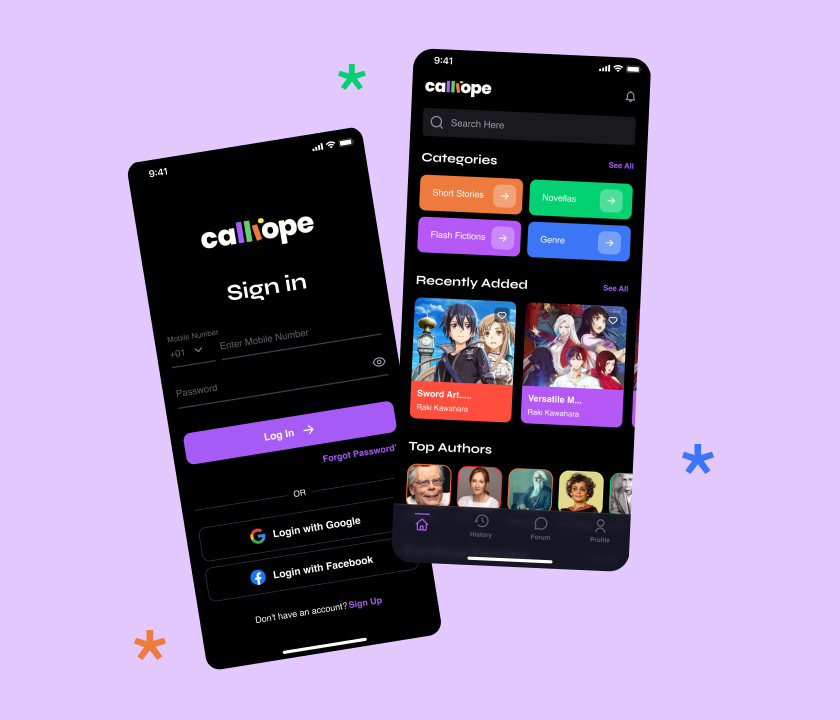 9:41
calliope
Sign in
Mobile Number
+01
Enter Mobile Number
Password
Log In
Forgot Password'
OR
Login with Google
Login with Facebook
Don't have an account? Sign Up
9:41
calliope
Search Here
Categories
See All
Short Stories
Novellas
Flash Fictions
Genre
Recently Added
See All
Sword Art.....
Raki Kawahara
Versatile M...
Raki Kawahara
Top Authors
History
Forum
Profile